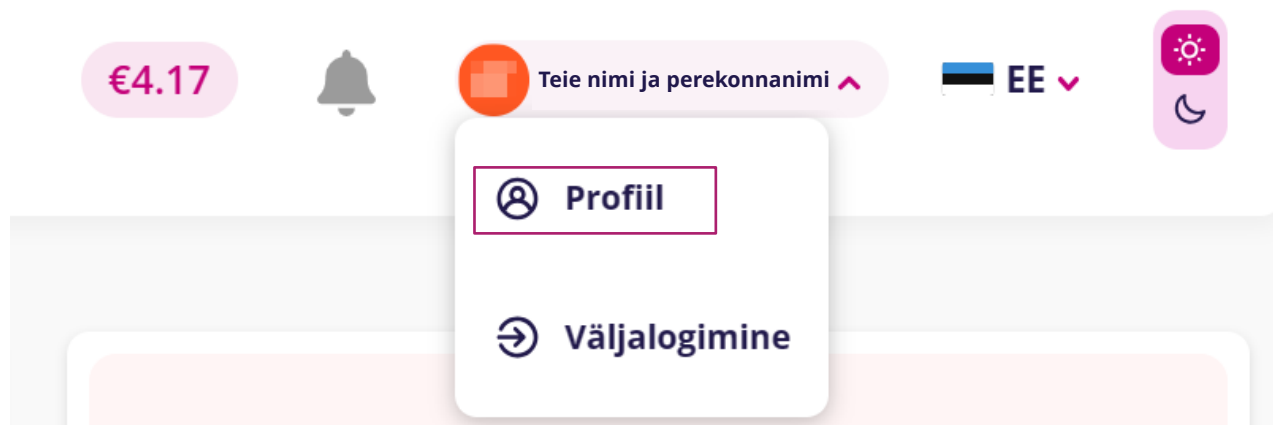 €4.17
Teie nimi ja perekonnanimi
EE
Profiil
Väljalogimine